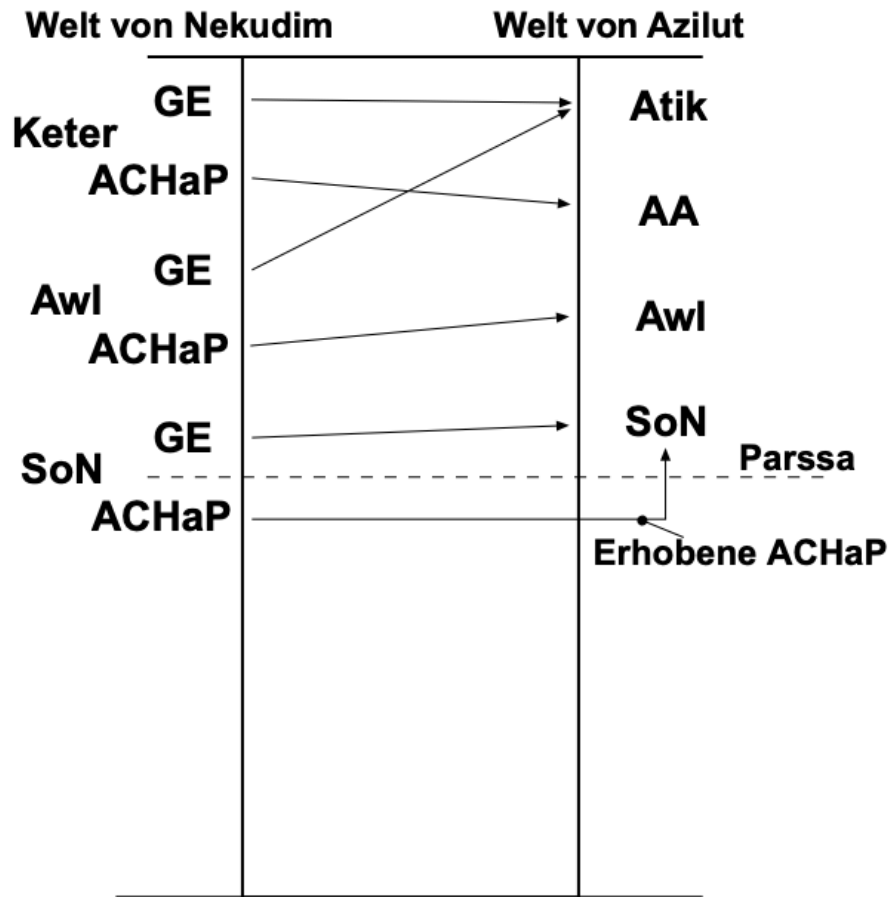 Welt von Nekudim
Welt von Azilut
GE
Atik
Keter
ACHaP
AA
GE
Awl
Awl
ACHaP
SoN
GE
Parssa
SoN
ACHaP
Erhobene ACHaP